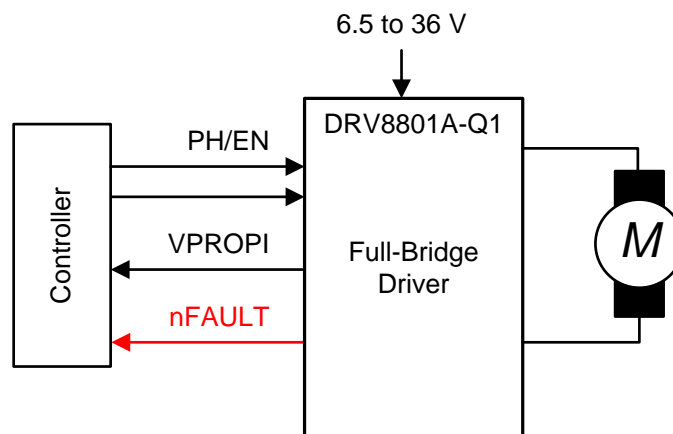 6.5 to 36 V
DRV8801A-Q1
PH/EN
Controller
VPROPI
Full-Bridge
Driver
M
nFAULT